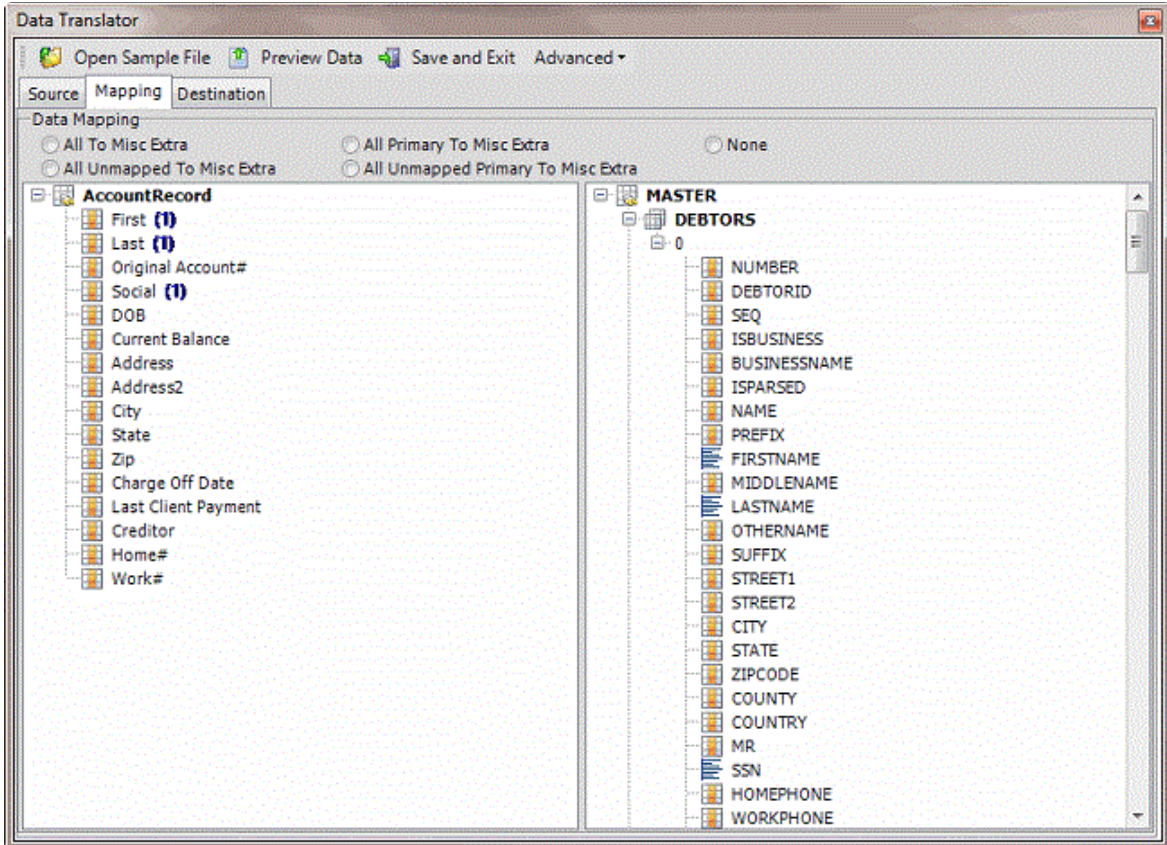 Data Translator
Open Sample File Preview Data Save and Exit Advanced
Source Mapping Destination
Data Mapping
All To Misc Extra All Primary To Misc Extra None
All Unmapped To Misc Extra All Unmapped Primary To Misc Extra
AccountRecord
First (1)
Last (1)
Original Account#
Social (1)
DOB
Current Balance
Address
Address2
City
State
Zip
Charge Off Date
Last Client Payment
Creditor
Home#
Work#
MASTER
DEBTORS
0
NUMBER
DEBTORID
SEQ
ISBUSINESS
BUSINESSNAME
ISPARSED
NAME
PREFIX
FIRSTNAME
MIDDLENAME
LASTNAME
OTHERNAME
SUFFIX
STREET1
STREET2
CITY
STATE
ZIPCODE
COUNTY
COUNTRY
MR
SSN
HOMEPHONE
WORKPHONE